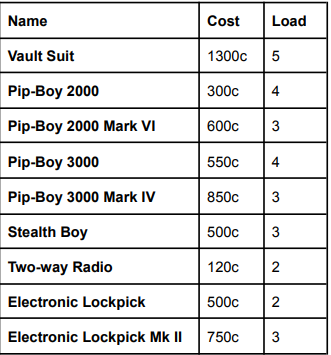 Name Cost Load
Vault Suit 1300c 5
Pip-Boy 2000 300c 4
Pip-Boy 2000 Mark VI 600c 3
Pip-Boy 3000 550c 4
Pip-Boy 3000 Mark IV 850c 3
Stealth Boy 500c 3
Two-way Radio 120c 2
Electronic Lockpick 500c 2
Electronic Lockpick Mk II 750c 3